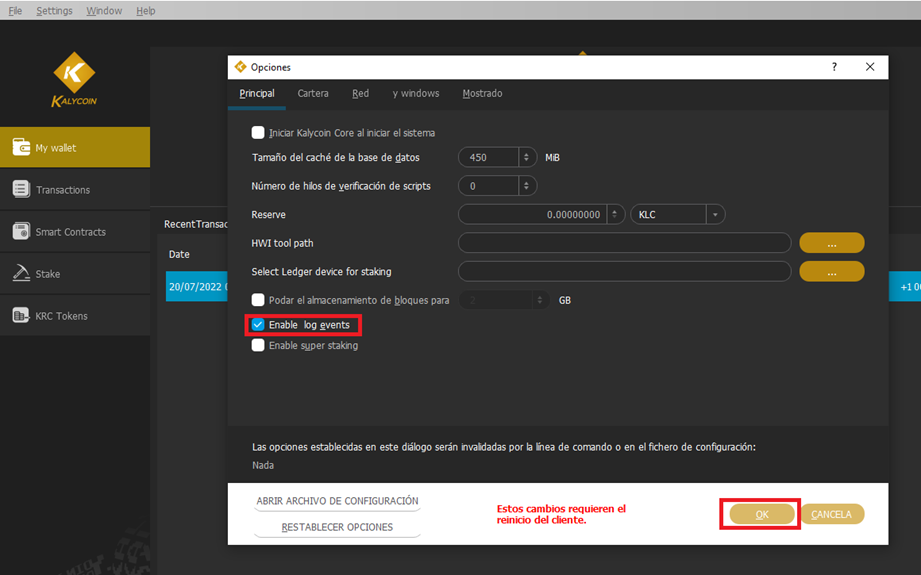 File Settings Window Help
KALYCOIN
My wallet
Transactions
Smart Contracts
Stake
KRC Tokens
RecentTransac
Date
20/07/2022
+1 00
Opciones
? ×
Principal Cartera Red y windows Mostrado
Iniciar Kalycoin Core al iniciar el sistema
Tamaño del caché de la base de datos 450 MiB
Número de hilos de verificación de scripts 0
Reserve 0.00000000 KLC
HWI tool path ...
Select Ledger device for staking ...
Podar el almacenamiento de bloques para 2 GB
Enable log events
Enable super staking
Las opciones establecidas en este diálogo serán invalidadas por la línea de comando o en el fichero de configuración:
Nada
ABRIR ARCHIVO DE CONFIGURACIÓN
RESTABLECER OPCIONES
Estos cambios requieren el
reinicio del cliente.
OK CANCELA